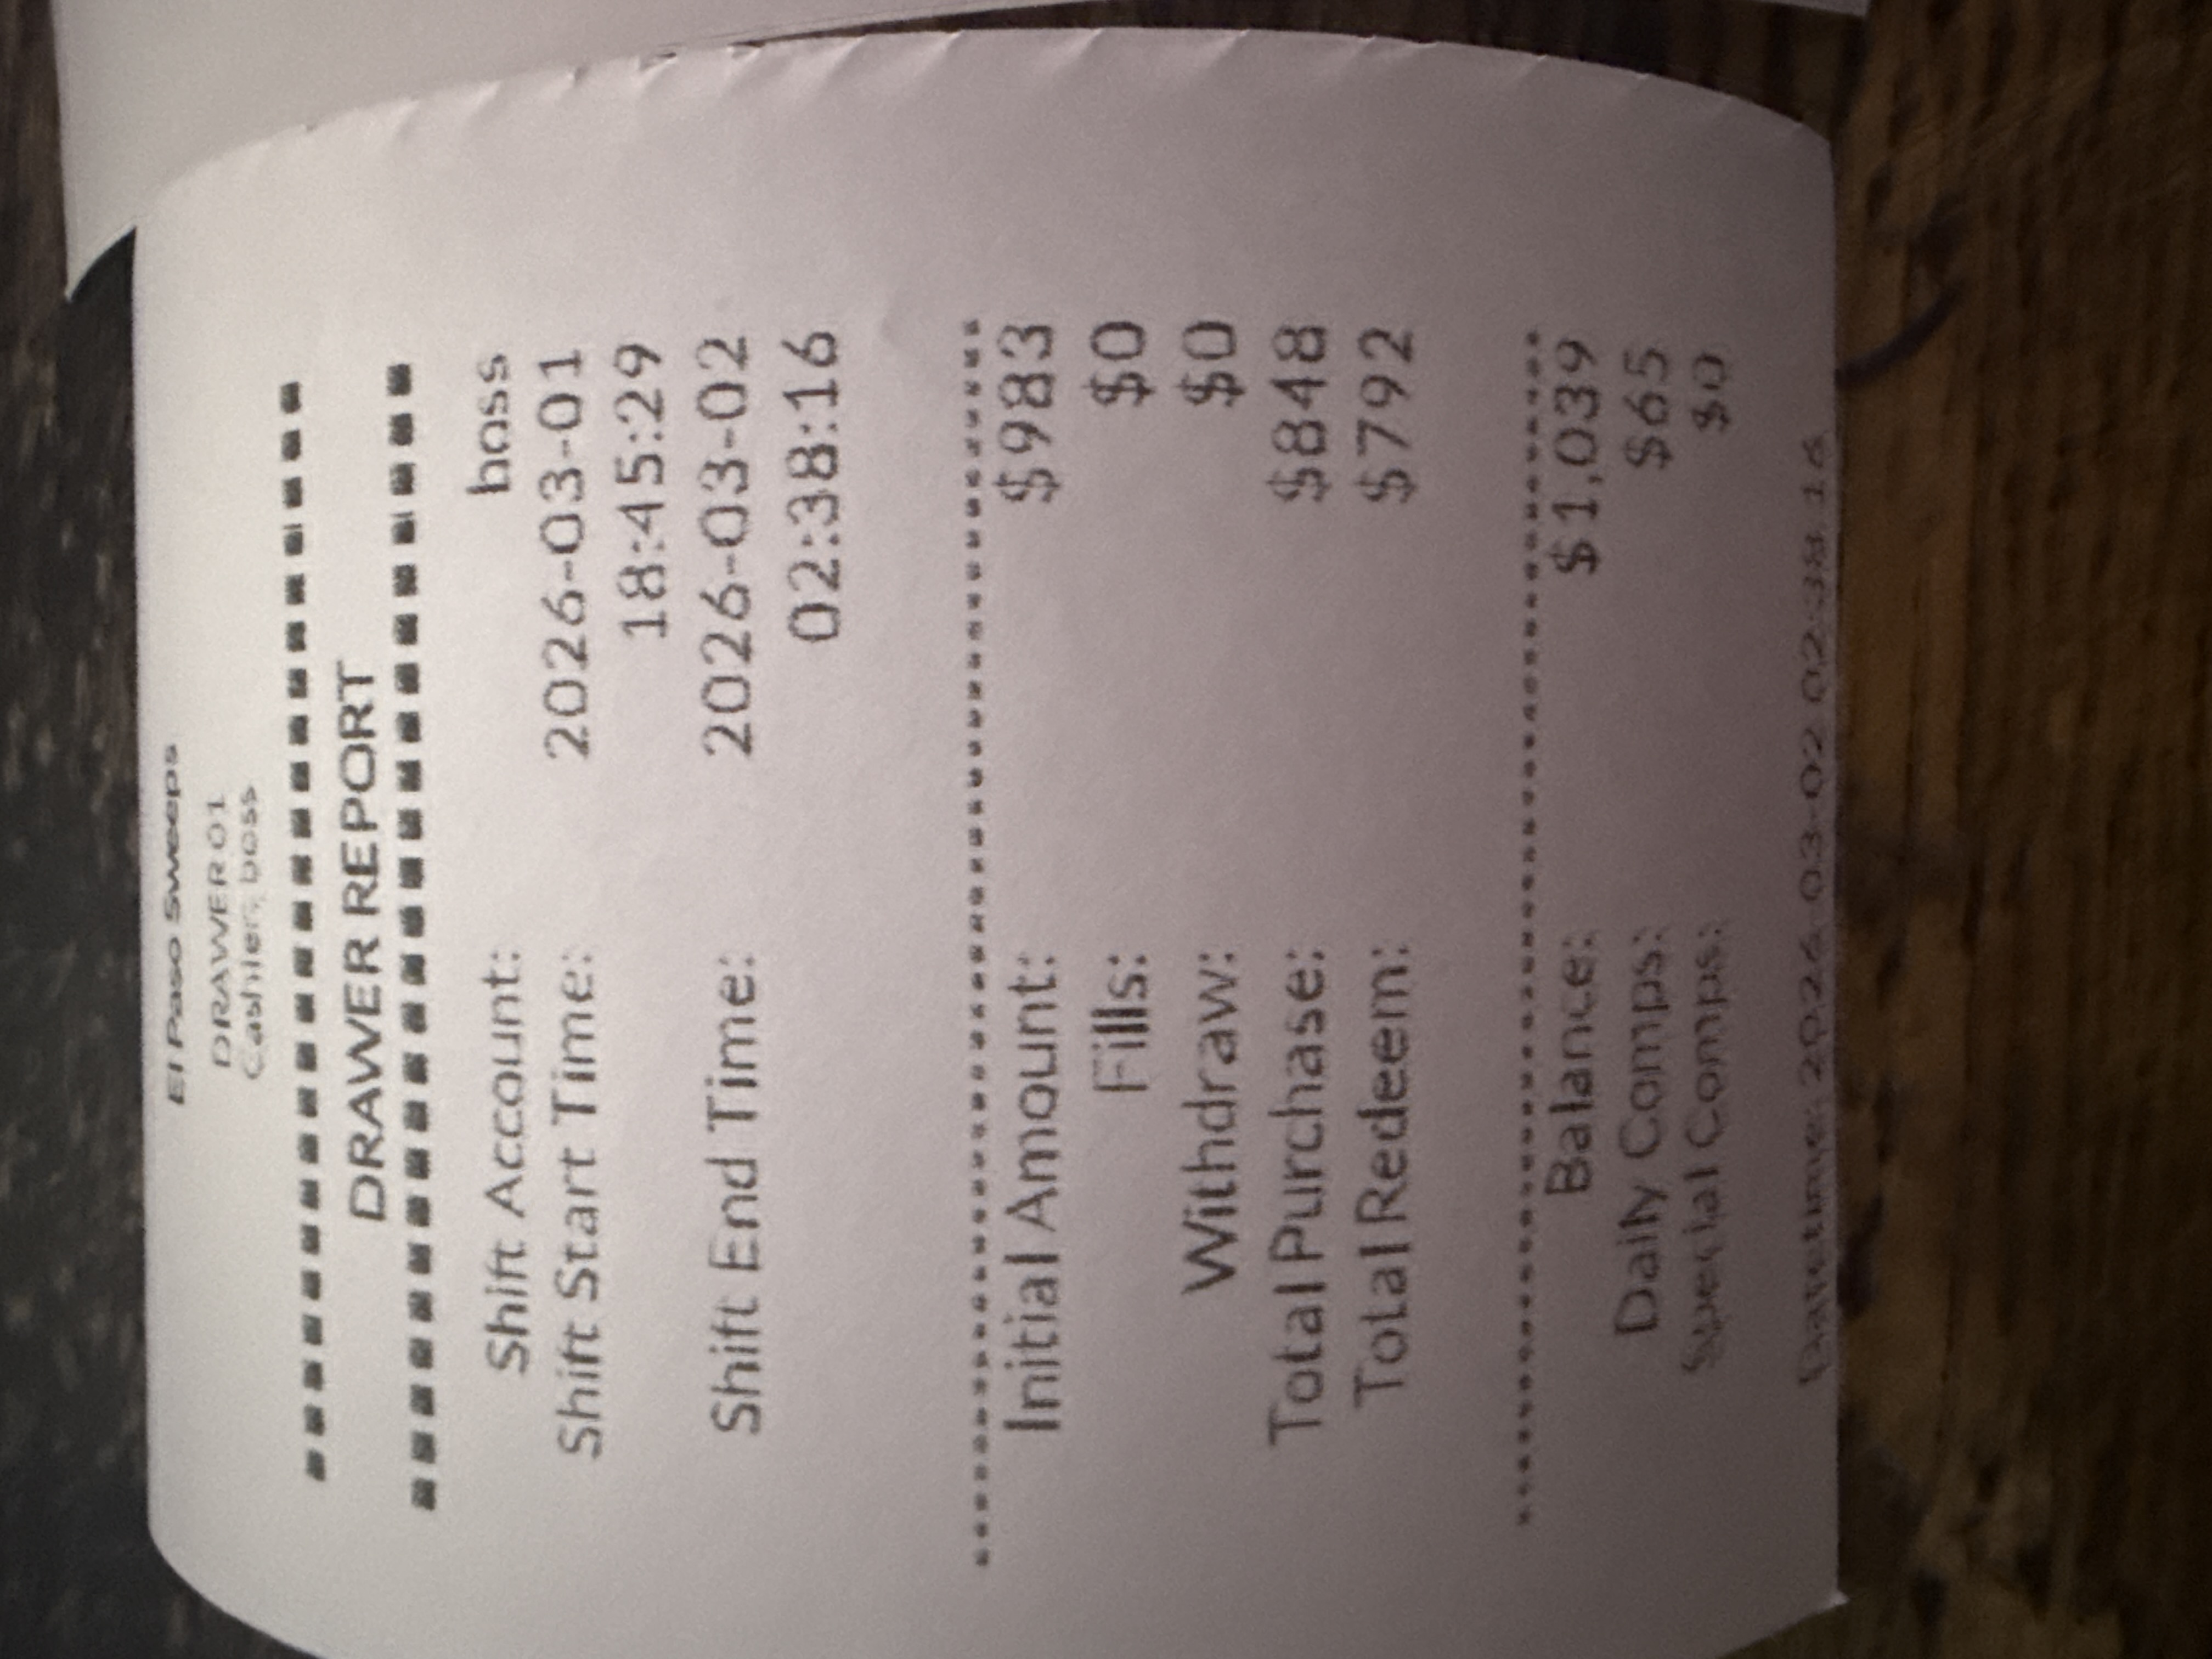 El Paso Sweeps
DRAWER 01
Cashier: boss
DRAWER REPORT
Shift Account: boss
Shift Start Time: 2026-03-01
18:45:29
Shift End Time: 2026-03-02
02:38:16
Initial Amount: $983
Fills: $0
Withdraw: $0
Total Purchase: $848
Total Redeem: $792
Balance: $1,039
Daily Comps: $65
Special Comps: $0
Datetime: 2026-03-02 02:38:16